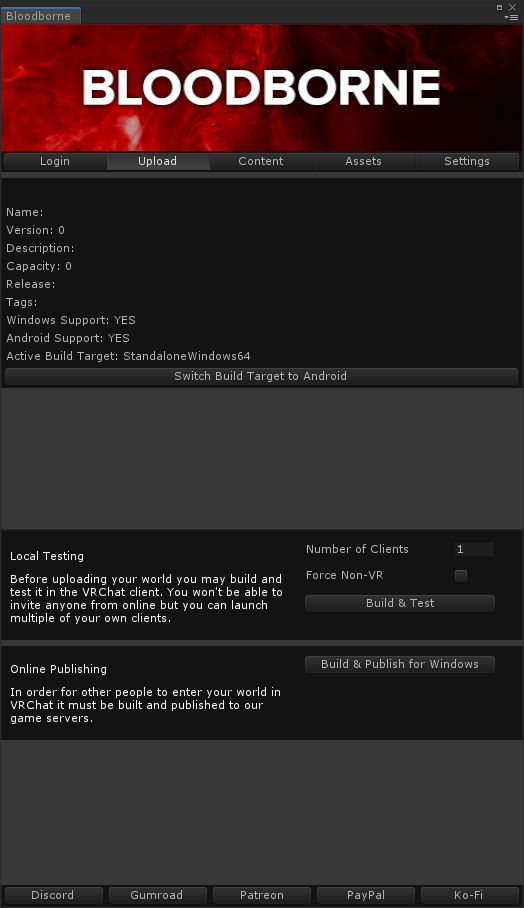 Bloodborne
BLOODBORNE
Login Upload Content Assets Settings
Name:
Version: 0
Description:
Capacity: 0
Release:
Tags:
Windows Support: YES
Android Support: YES
Active Build Target: StandaloneWindows64
Switch Build Target to Android
Local Testing
Before uploading your world you may build and
test it in the VRChat client. You won't be able to
invite anyone from online but you can launch
multiple of your own clients.
Number of Clients 1
Force Non-VR
Build & Test
Online Publishing
In order for other people to enter your world in
VRChat it must be built and published to our
game servers.
Build & Publish for Windows
Discord Gumroad Patreon PayPal Ko-Fi